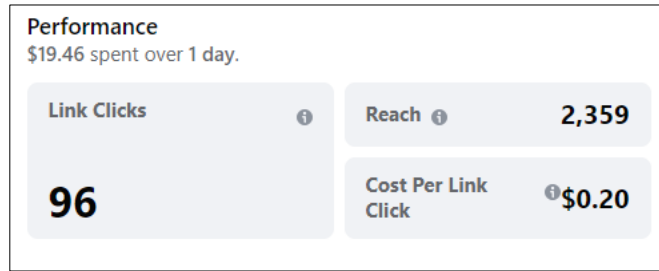 Performance
$19.46 spent over 1 day.
Link Clicks
96
Reach 2,359
Cost Per Link
Click
$0.20